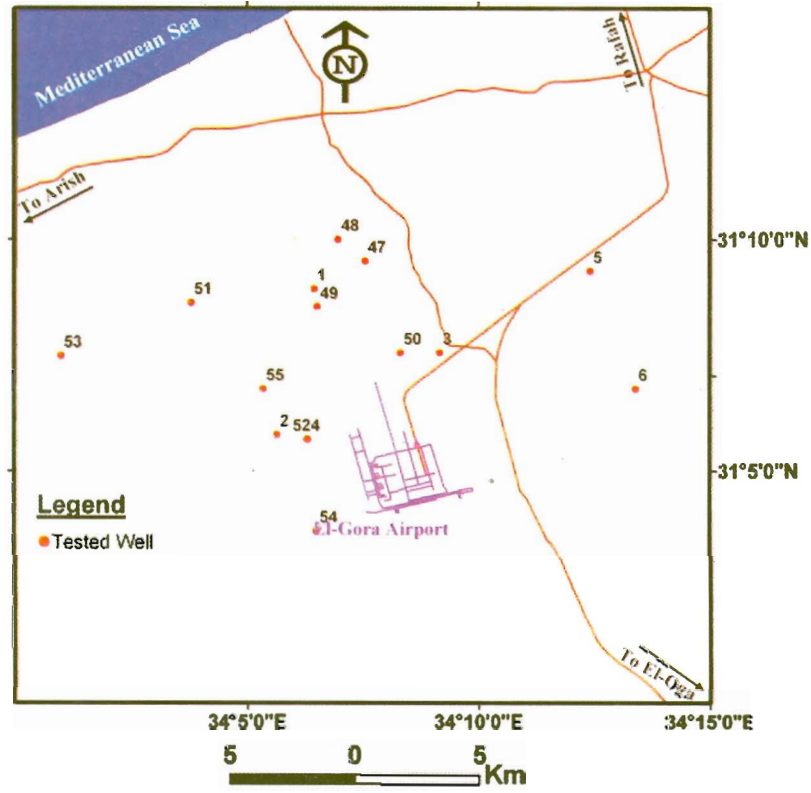 Mediterranean Sea
N
To Rafah
To Arish
48
47
31°10'0"N
5
1
51
49
50
3
53
55
6
2
524
31°5'0"N
Legend
54
El-Gora Airport
Tested Well
To El-Oga
34°5'0"E
34°10'0"E
34°15'0"E
5
0
5
Km